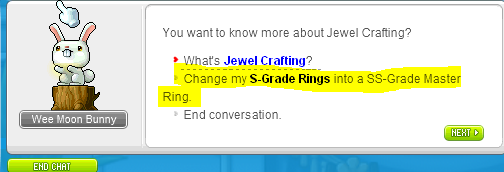 You want to know more about Jewel Crafting?
What's Jewel Crafting?
Change my S-Grade Rings into a SS-Grade Master
Ring.
End conversation.
Wee Moon Bunny
NEXT
END CHAT